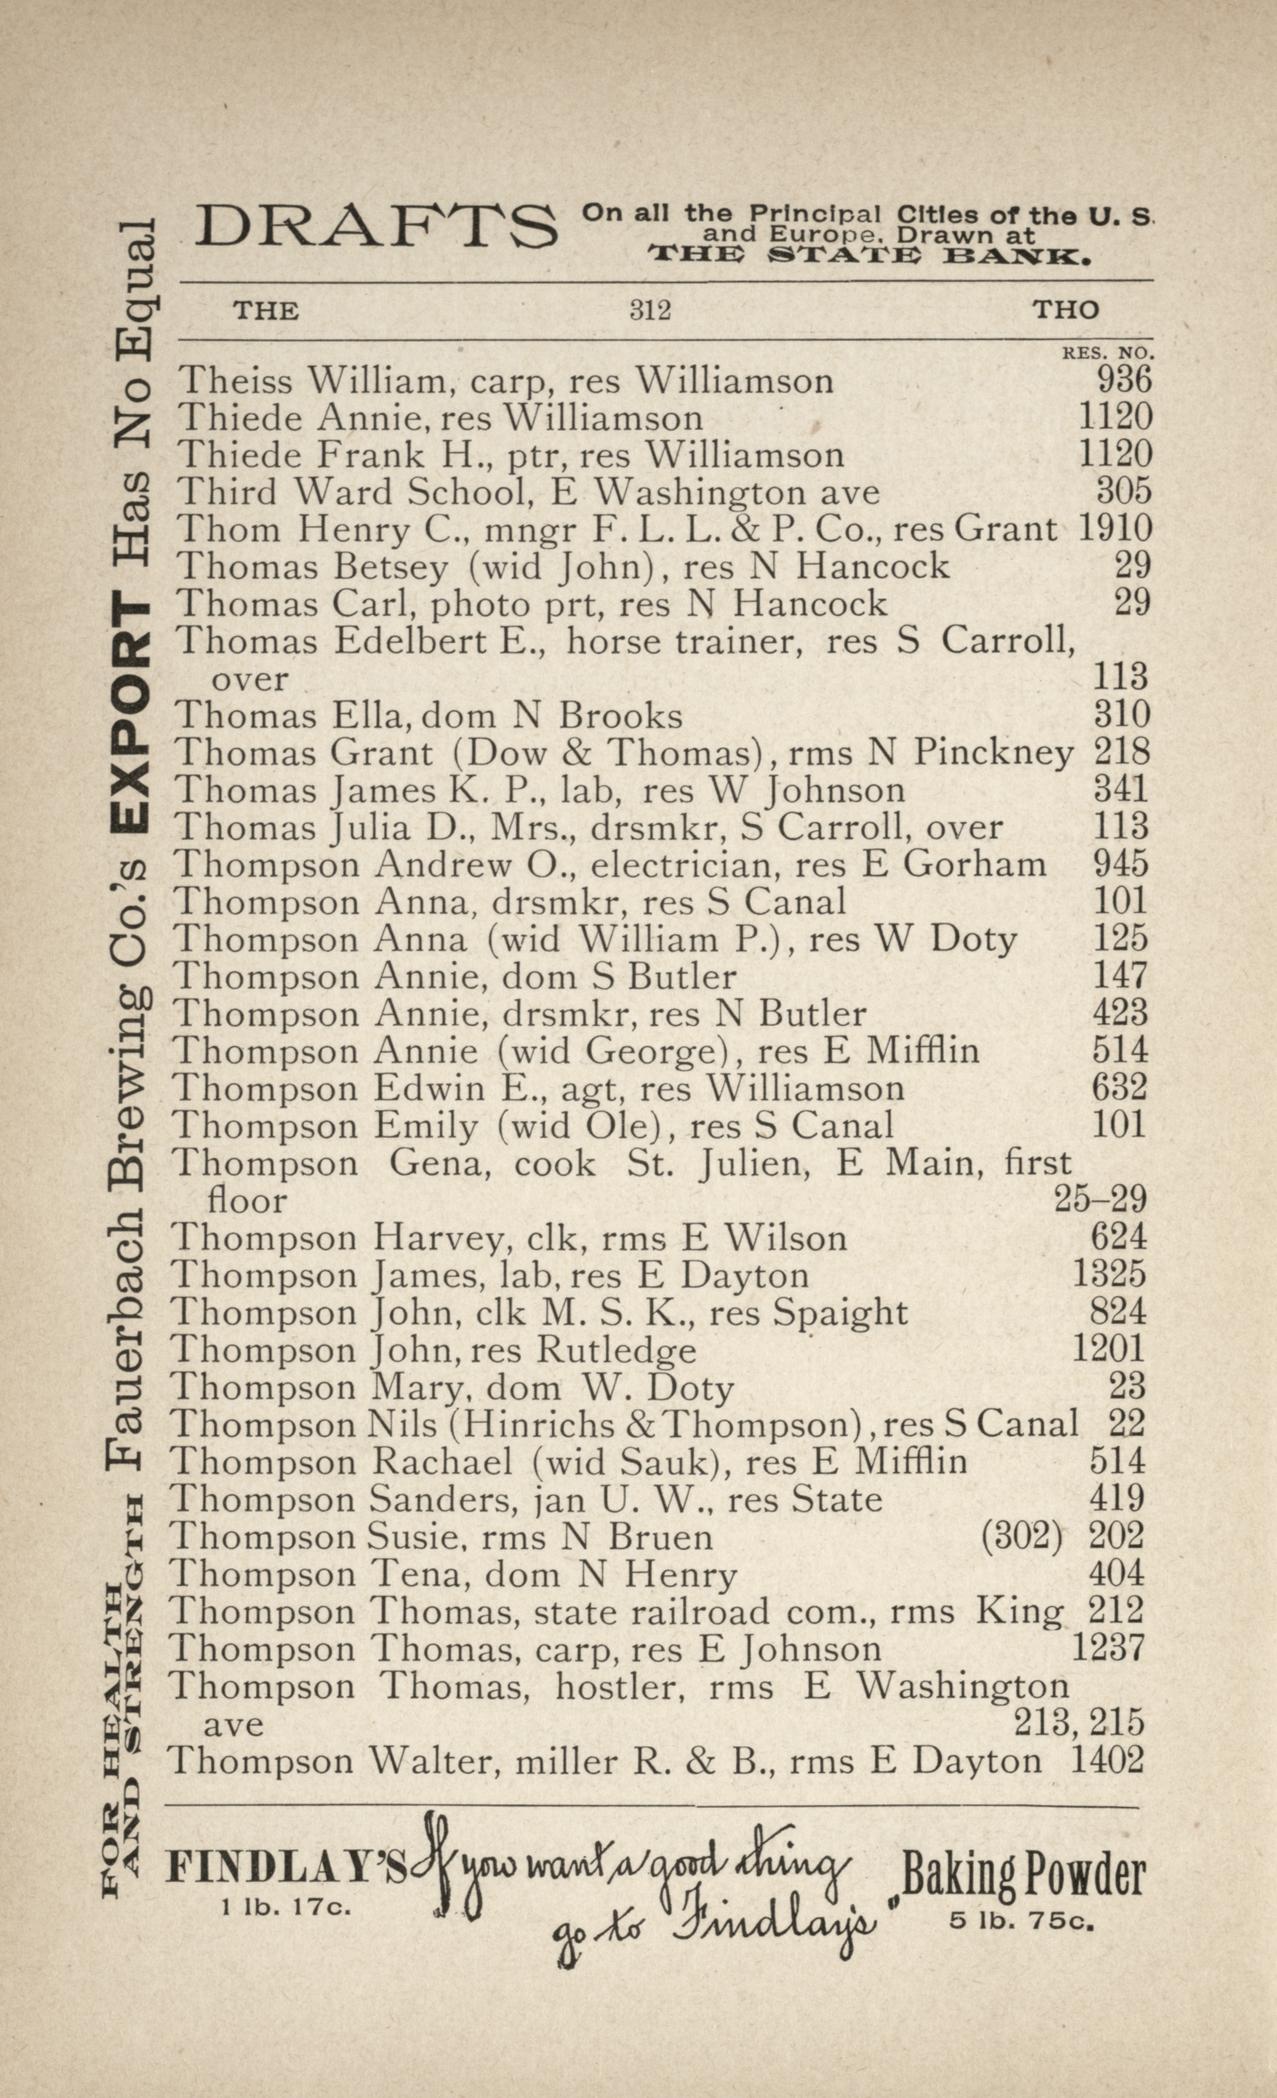 DRAFTS On all the Principal Cities of the U. S.
and Europe. Drawn at
THE STATE BANK.
THE 312 THO
RES. NO.
Theiss William, carp, res Williamson 936
Thiede Annie, res Williamson 1120
Thiede Frank H., ptr, res Williamson 1120
Third Ward School, E Washington ave 305
Thom Henry C., mngr F. L. L. & P. Co., res Grant 1910
Thomas Betsey (wid John), res N Hancock 29
Thomas Carl, photo prt, res N Hancock 29
Thomas Edelbert E., horse trainer, res S Carroll,
over 113
Thomas Ella, dom N Brooks 310
Thomas Grant (Dow & Thomas), rms N Pinckney 218
Thomas James K. P., lab, res W Johnson 341
Thomas Julia D., Mrs., drsmkr, S Carroll, over 113
Thompson Andrew O., electrician, res E Gorham 945
Thompson Anna, drsmkr, res S Canal 101
Thompson Anna (wid William P.), res W Doty 125
Thompson Annie, dom S Butler 147
Thompson Annie, drsmkr, res N Butler 423
Thompson Annie (wid George), res E Mifflin 514
Thompson Edwin E., agt, res Williamson 632
Thompson Emily (wid Ole), res S Canal 101
Thompson Gena, cook St. Julien, E Main, first
floor 25–29
Thompson Harvey, clk, rms E Wilson 624
Thompson James, lab, res E Dayton 1325
Thompson John, clk M. S. K., res Spaight 824
Thompson John, res Rutledge 1201
Thompson Mary, dom W. Doty 23
Thompson Nils (Hinrichs & Thompson), res S Canal 22
Thompson Rachael (wid Sauk), res E Mifflin 514
Thompson Sanders, jan U. W., res State 419
Thompson Susie, rms N Bruen (302) 202
Thompson Tena, dom N Henry 404
Thompson Thomas, state railroad com., rms King 212
Thompson Thomas, carp, res E Johnson 1237
Thompson Thomas, hostler, rms E Washington
ave 213, 215
Thompson Walter, miller R. & B., rms E Dayton 1402
FINDLAY'S If you want a good thing Baking Powder
1 lb. 17c. go to Findlay's 5 lb. 75c.
FOR HEALTH
AND STRENGTH Fauerbach Brewing Co.'s EXPORT Has No Equal